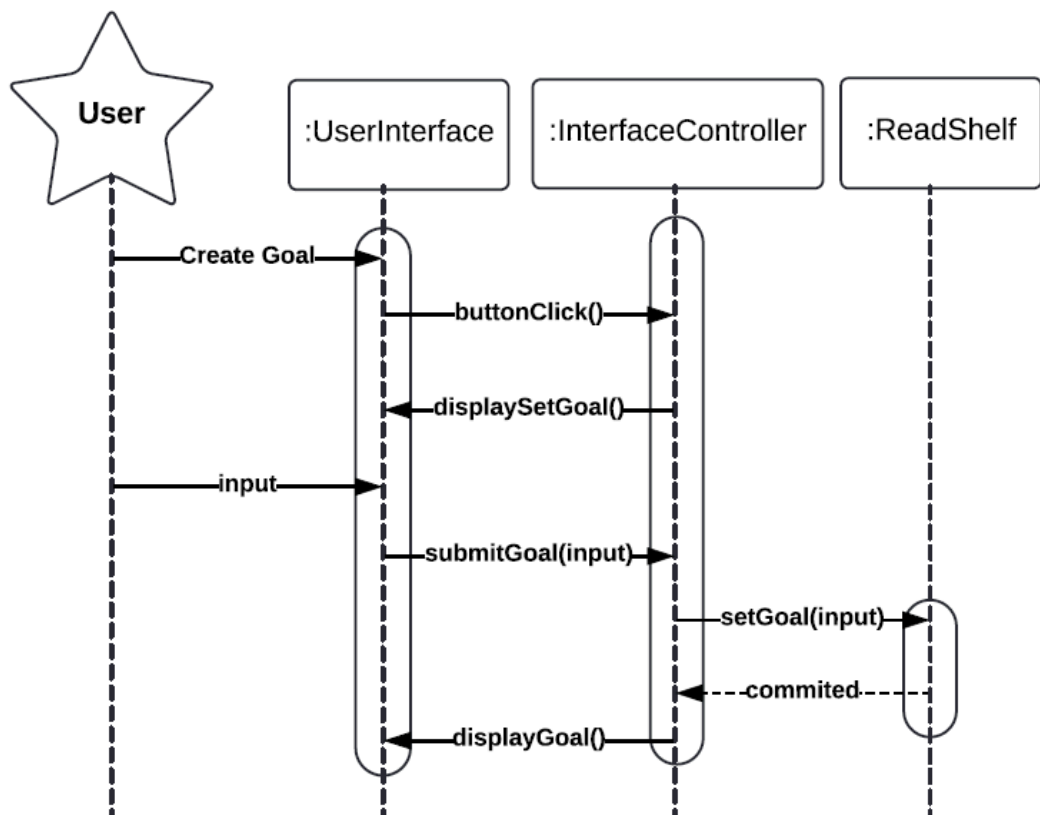 User
:UserInterface
:InterfaceController
:ReadShelf
Create Goal
buttonClick()
displaySetGoal()
input
submitGoal(input)
setGoal(input)
commited
displayGoal()